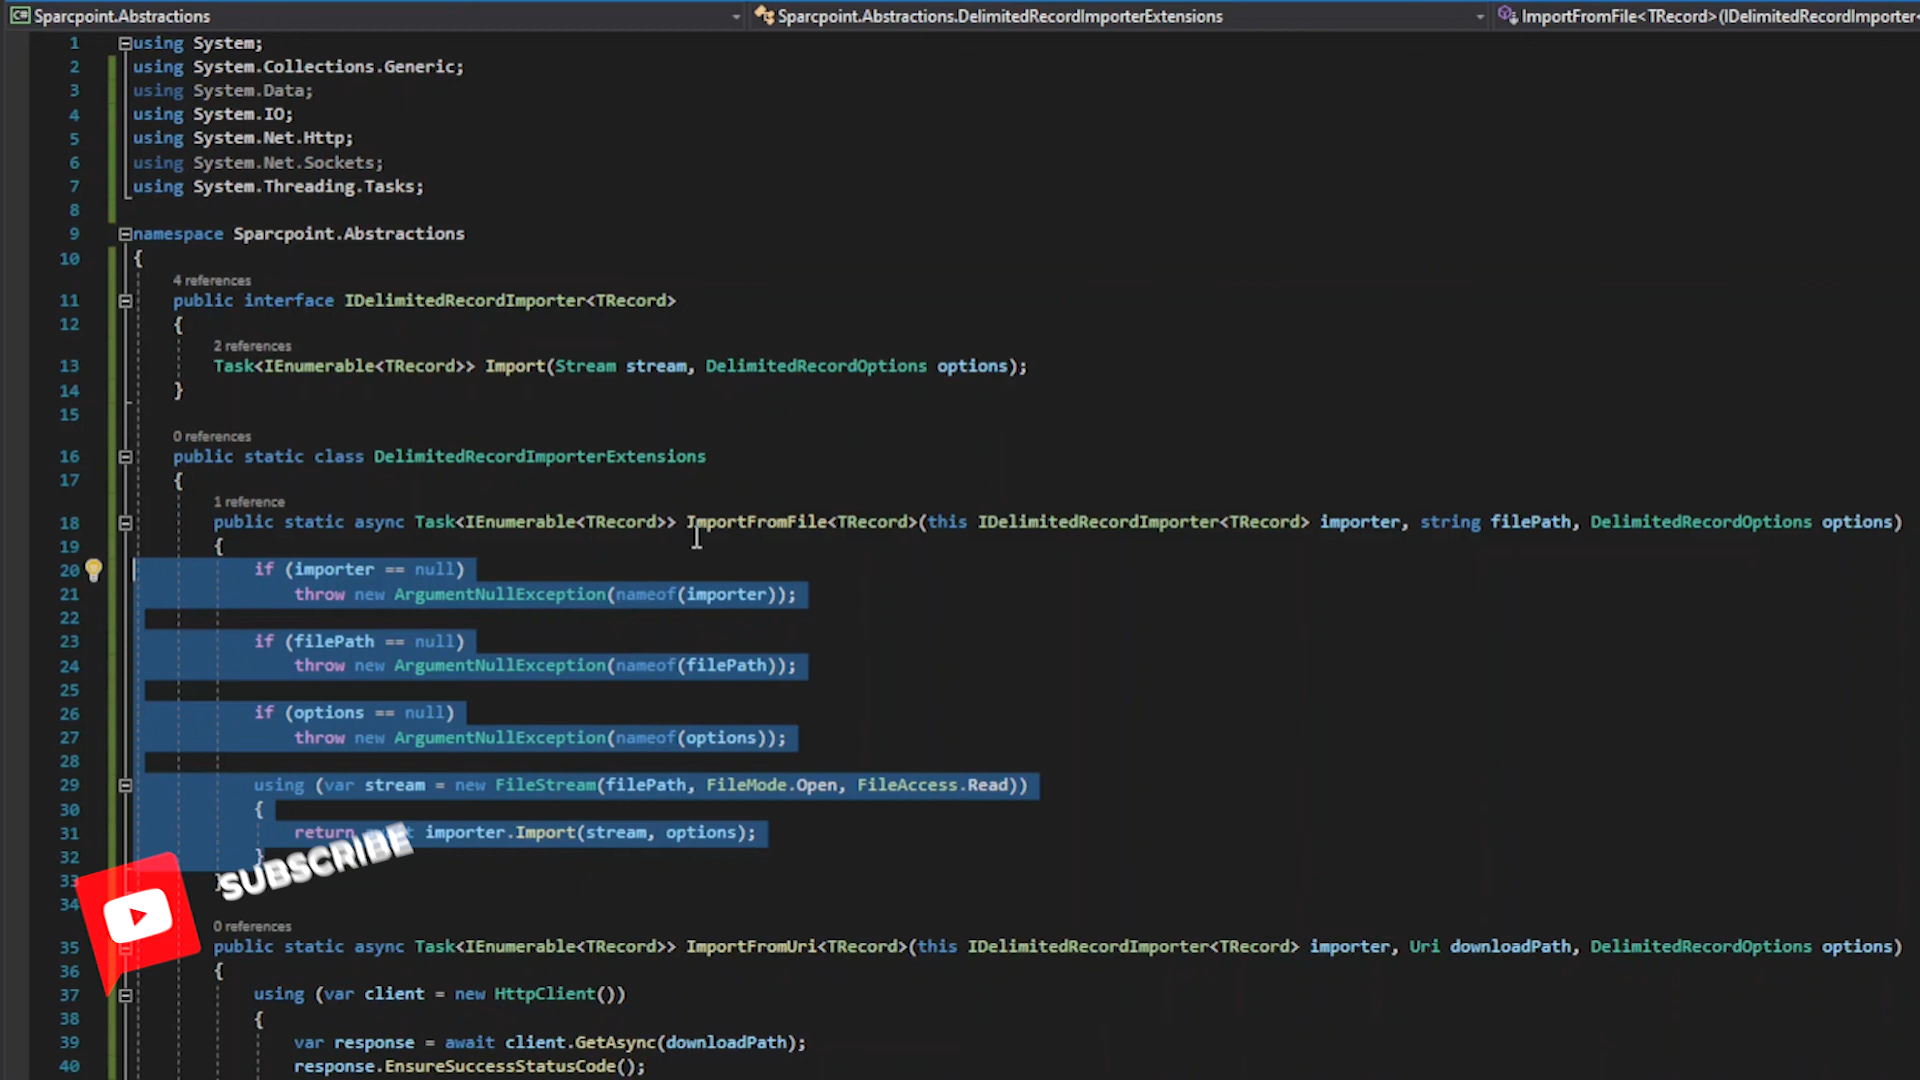 Sparcpoint.Abstractions
Sparcpoint.Abstractions.DelimitedRecordImporterExtensions
ImportFromFile<TRecord>(IDelimitedRecordImporter<
1 using System;
2 using System.Collections.Generic;
3 using System.Data;
4 using System.IO;
5 using System.Net.Http;
6 using System.Net.Sockets;
7 using System.Threading.Tasks;
8
9 namespace Sparcpoint.Abstractions
10 {
4 references
11 public interface IDelimitedRecordImporter<TRecord>
12 {
2 references
13 Task<IEnumerable<TRecord>> Import(Stream stream, DelimitedRecordOptions options);
14 }
15
0 references
16 public static class DelimitedRecordImporterExtensions
17 {
1 reference
18 public static async Task<IEnumerable<TRecord>> ImportFromFile<TRecord>(this IDelimitedRecordImporter<TRecord> importer, string filePath, DelimitedRecordOptions options)
19 {
20 if (importer == null)
21 throw new ArgumentNullException(nameof(importer));
22
23 if (filePath == null)
24 throw new ArgumentNullException(nameof(filePath));
25
26 if (options == null)
27 throw new ArgumentNullException(nameof(options));
28
29 using (var stream = new FileStream(filePath, FileMode.Open, FileAccess.Read))
30 {
31 return importer.Import(stream, options);
32 }
SUBSCRIBE
33 }
34
0 references
35 public static async Task<IEnumerable<TRecord>> ImportFromUri<TRecord>(this IDelimitedRecordImporter<TRecord> importer, Uri downloadPath, DelimitedRecordOptions options)
36 {
37 using (var client = new HttpClient())
38 {
39 var response = await client.GetAsync(downloadPath);
40 response.EnsureSuccessStatusCode();